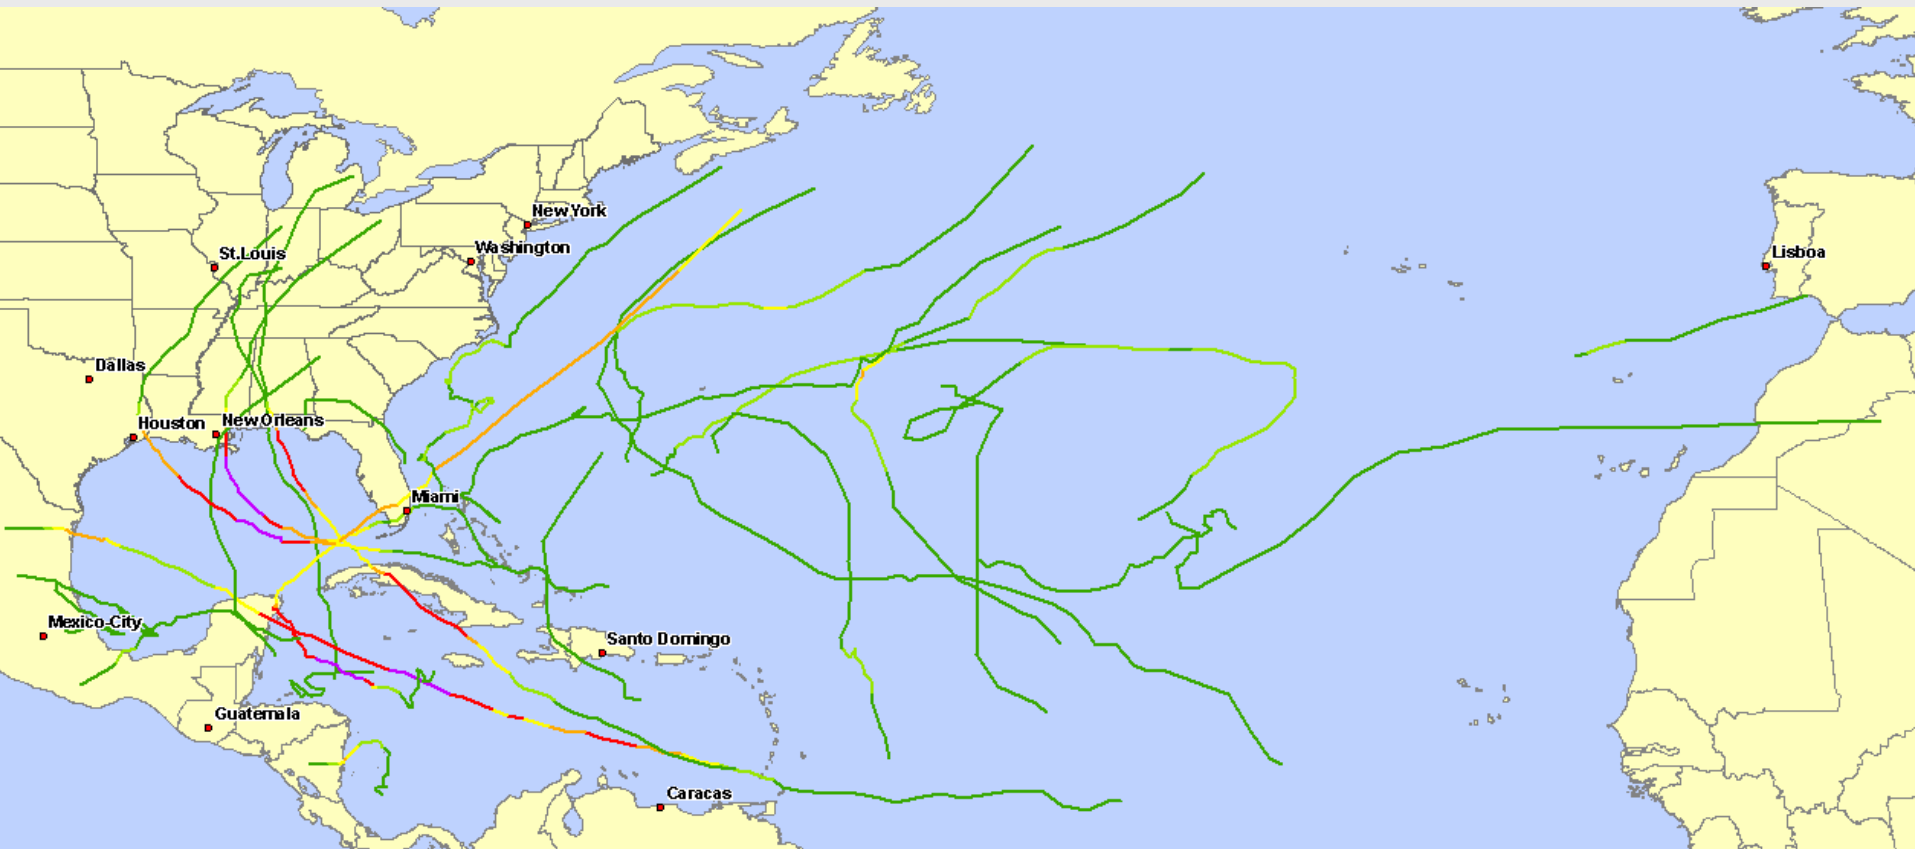 New York
Washington
St.Louis
Lisboa
Dallas
Houston
New Orleans
Miami
Mexico-City
Santo Domingo
Guatemala
Caracas